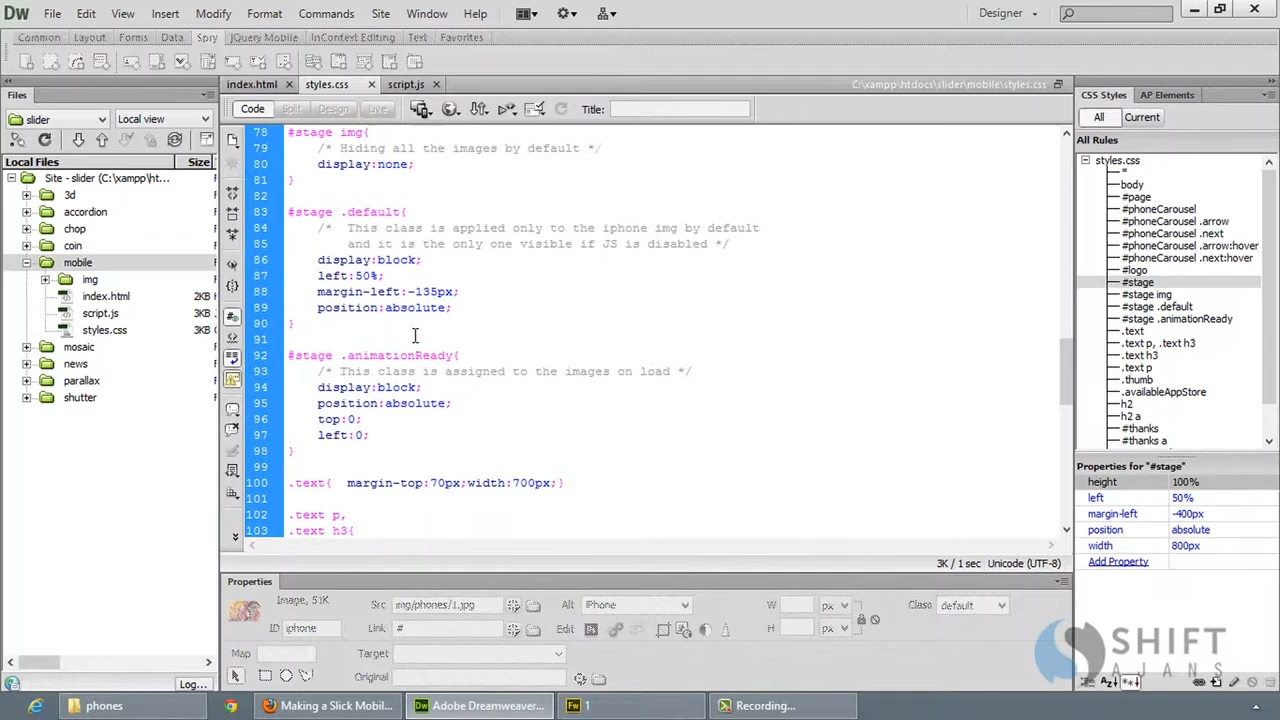 Dw File Edit View Insert Modify Format Commands Site Window Help Designer
Common Layout Forms Data Spry jQuery Mobile InContext Editing Text Favorites
index.html styles.css script.js C:\xampp\htdocs\slider\mobile\styles.css
Code Split Design Live Title:
Files
slider Local view
Local Files Size
Site - slider (C:\xampp\ht...
3d
accordion
chop
coin
mobile
img
index.html 2KB
script.js 2KB
styles.css 3KB
mosaic
news
parallax
shutter
Log...
78 #stage img{
79 /* Hiding all the images by default */
80 display:none;
81 }
82
83 #stage .default{
84 /* This class is applied only to the iphone img by default
85 and it is the only one visible if JS is disabled */
86 display:block;
87 left:50%;
88 margin-left:-135px;
89 position:absolute;
90 }
91
92 #stage .animationReady{
93 /* This class is assigned to the images on load */
94 display:block;
95 position:absolute;
96 top:0;
97 left:0;
98 }
99
100 .text{ margin-top:70px;width:700px;}
101
102 .text p,
103 .text h3{
3K / 1 sec Unicode (UTF-8)
Properties
Image, 51K Src img/phones/1.jpg Alt iPhone W px Class default
ID iphone Link # Edit H px
Map Target
Original
CSS Styles AP Elements
All Current
All Rules
styles.css
*
body
#page
#phoneCarousel
#phoneCarousel .arrow
#phoneCarousel .next
#phoneCarousel .arrow:hover
#phoneCarousel .next:hover
#logo
#stage
#stage img
#stage .default
#stage .animationReady
.text
.text p, .text h3
.text h3
.text p
.thumb
.availableAppStore
h2
h2 a
#thanks
#thanks a
Properties for "#stage"
height 100%
left 50%
margin-left -400px
position absolute
width 800px
Add Property
SHIFT
AJANS
phones Making a Slick Mobil... Adobe Dreamweaver... Fw 1 Recording...